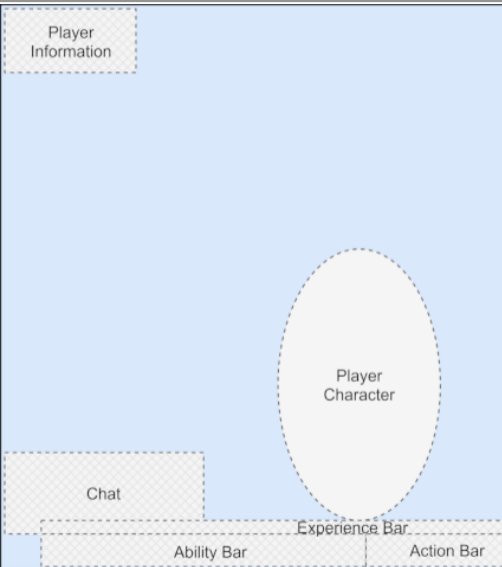 Player
Information
Player
Character
Chat
Experience Bar
Ability Bar
Action Bar